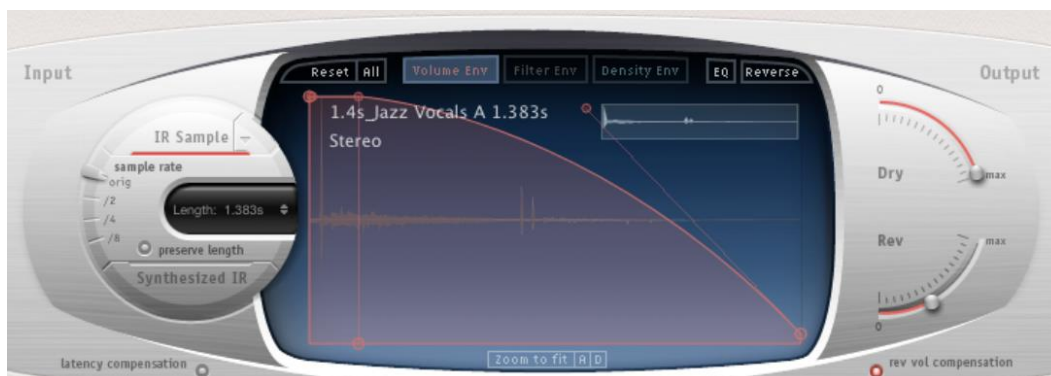 Input
Reset All Volume Env Filter Env Density Env EQ Reverse
Output
1.4s_Jazz Vocals A 1.383s
Stereo
IR Sample
sample rate
orig
/2
/4
/8
Length: 1.383s
preserve length
Synthesized IR
latency compensation
Zoom to fit A D
0
Dry
max
Rev
max
0
rev vol compensation